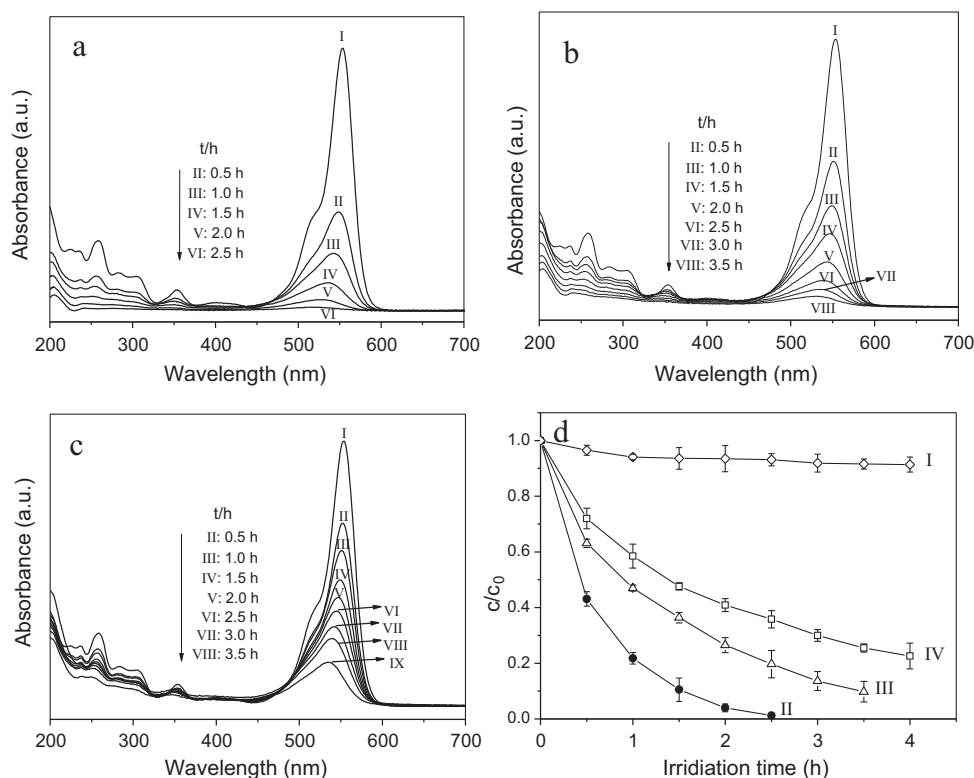 a
I
t/h
II: 0.5 h
III: 1.0 h
IV: 1.5 h
V: 2.0 h
VI: 2.5 h
II
III
IV
V
VI
Absorbance (a.u.)
200 300 400 500 600 700
Wavelength (nm)
b
I
t/h
II: 0.5 h
III: 1.0 h
IV: 1.5 h
V: 2.0 h
VI: 2.5 h
VII: 3.0 h
VIII: 3.5 h
II
III
IV
V
VI
VII
VIII
Absorbance (a.u.)
200 300 400 500 600 700
Wavelength (nm)
c
I
t/h
II: 0.5 h
III: 1.0 h
IV: 1.5 h
V: 2.0 h
VI: 2.5 h
VII: 3.0 h
VIII: 3.5 h
II
III
IV
V
VI
VII
VIII
IX
Absorbance (a.u.)
200 300 400 500 600 700
Wavelength (nm)
d
1.0
0.8
0.6
0.4
0.2
0.0
c/c0
I
IV
III
II
0 1 2 3 4
Irridiation time (h)